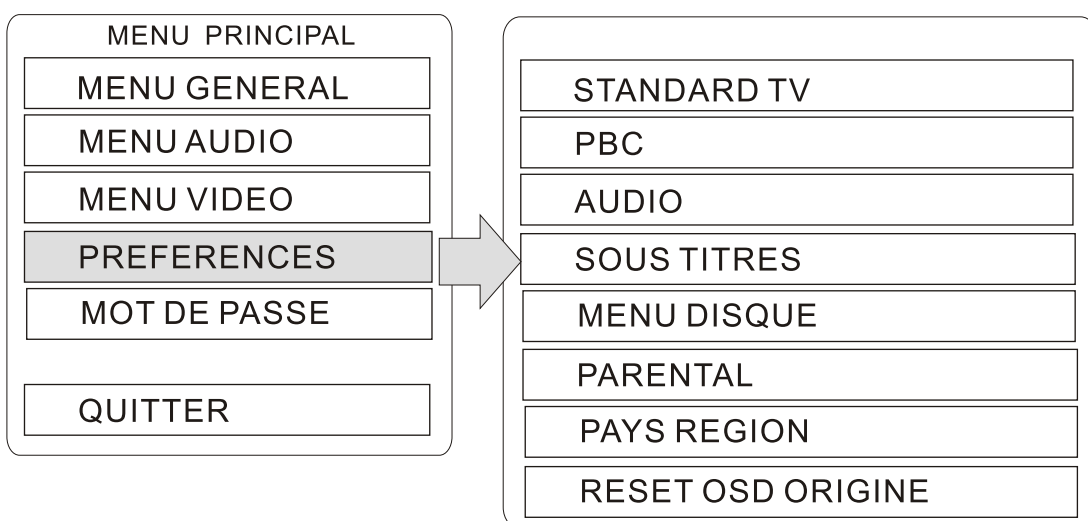 MENU PRINCIPAL
MENU GENERAL
MENU AUDIO
MENU VIDEO
PREFERENCES
MOT DE PASSE
QUITTER
STANDARD TV
PBC
AUDIO
SOUS TITRES
MENU DISQUE
PARENTAL
PAYS REGION
RESET OSD ORIGINE